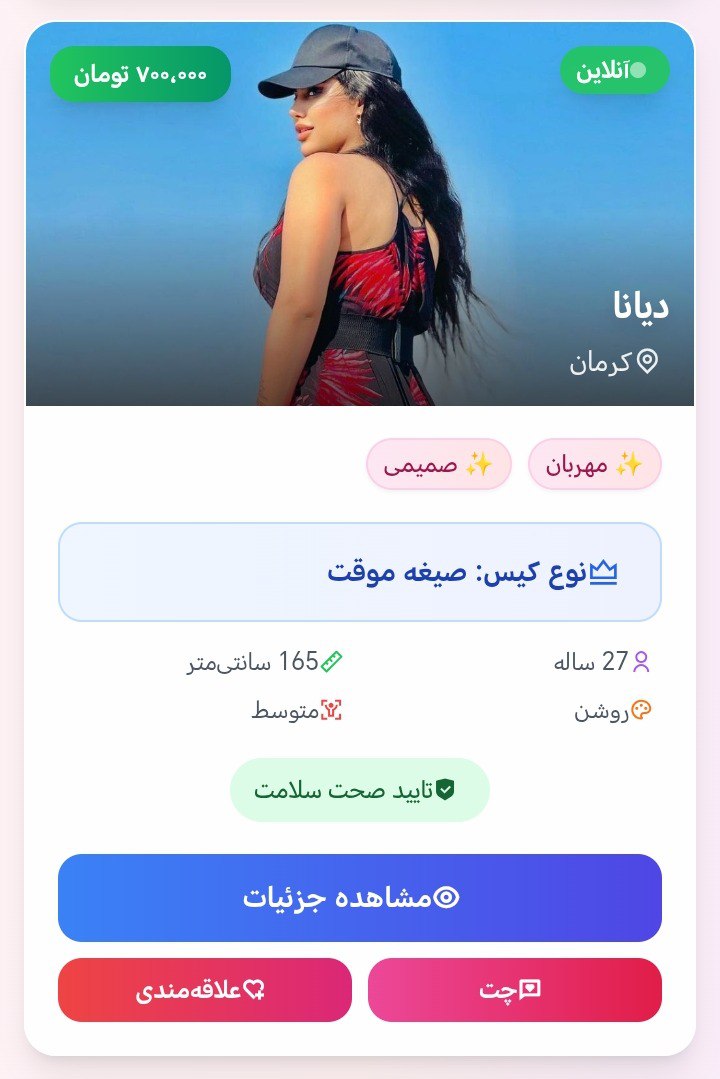 آنلاین
۷۰۰,۰۰۰ تومان
دیانا
کرمان
✨ مهربان
✨ صمیمی
نوع کیس: صیغه موقت
27 ساله
165 سانتی‌متر
روشن
متوسط
تایید صحت سلامت
مشاهده جزئیات
چت
علاقه‌مندی